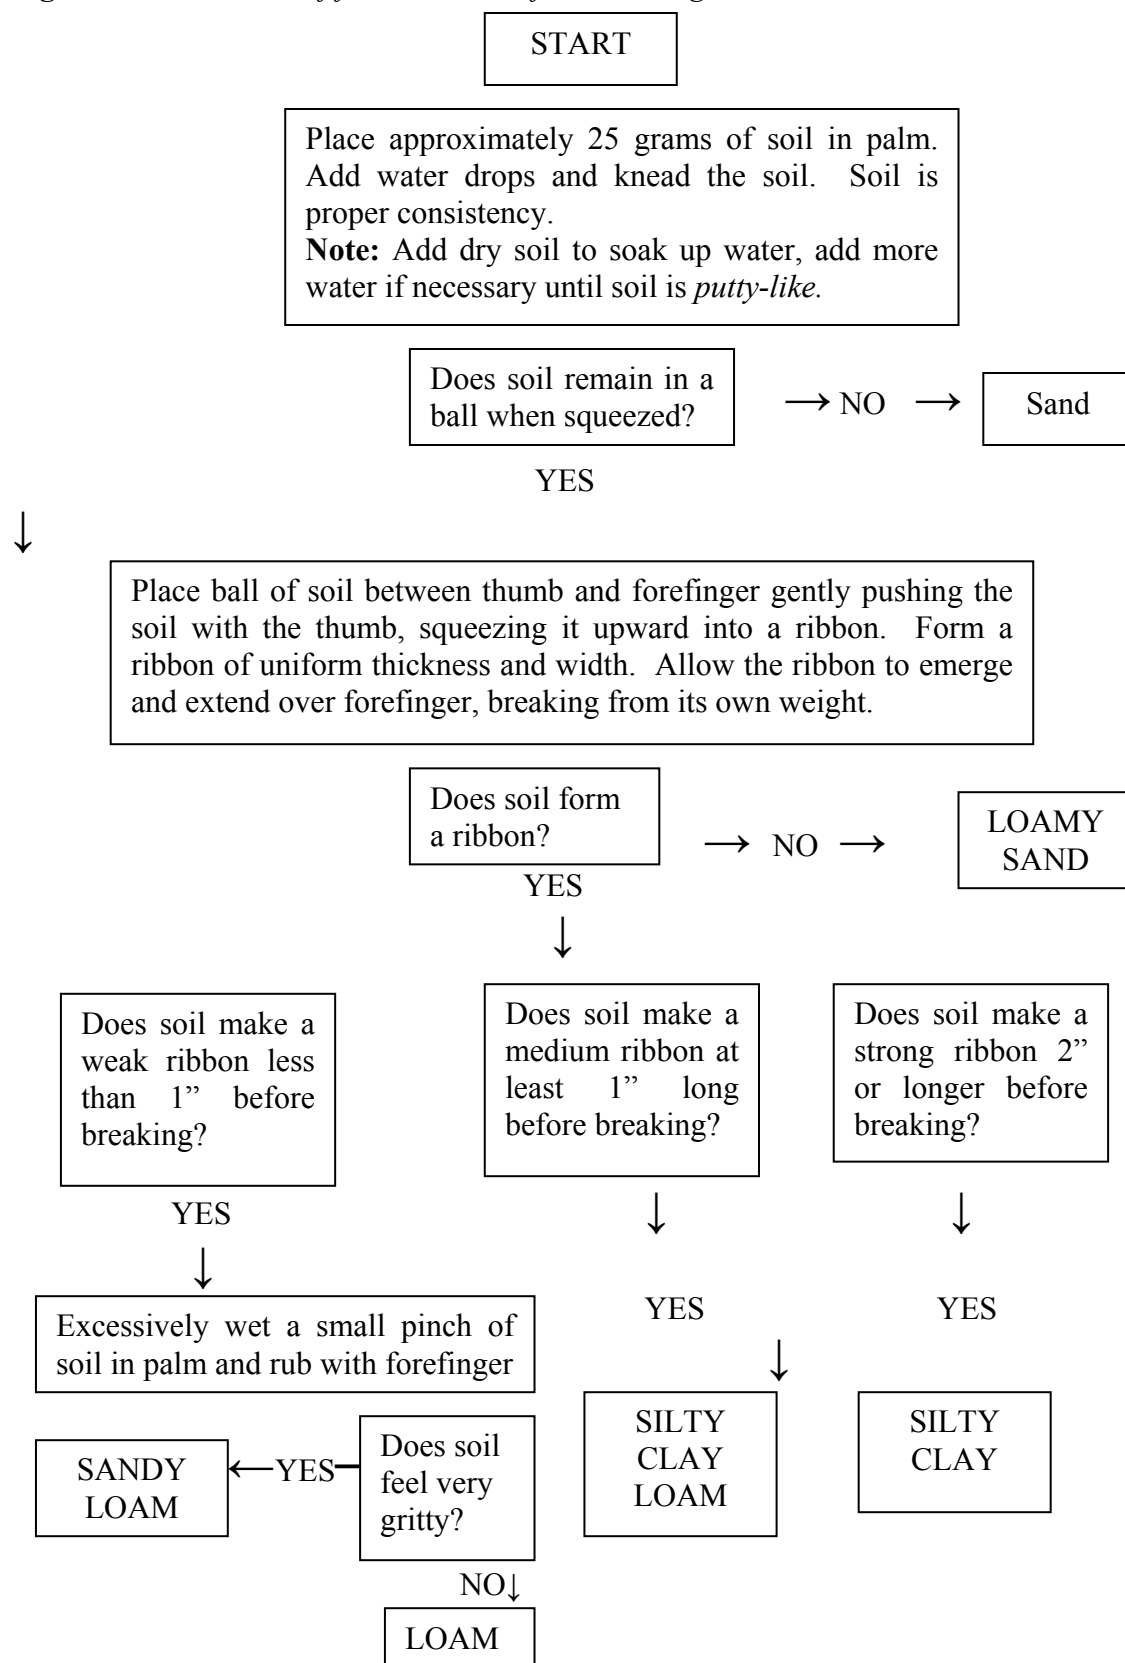 START
Place approximately 25 grams of soil in palm.
Add water drops and knead the soil. Soil is
proper consistency.
Note: Add dry soil to soak up water, add more
water if necessary until soil is putty-like.
Does soil remain in a
ball when squeezed?
→ NO →
Sand
YES
↓
Place ball of soil between thumb and forefinger gently pushing the
soil with the thumb, squeezing it upward into a ribbon. Form a
ribbon of uniform thickness and width. Allow the ribbon to emerge
and extend over forefinger, breaking from its own weight.
Does soil form
a ribbon?
→ NO →
LOAMY
SAND
YES
↓
Does soil make a
weak ribbon less
than 1” before
breaking?
Does soil make a
medium ribbon at
least 1” long
before breaking?
Does soil make a
strong ribbon 2”
or longer before
breaking?
YES
↓
↓
↓
YES
YES
↓
Excessively wet a small pinch of
soil in palm and rub with forefinger
SILTY
CLAY
LOAM
SILTY
CLAY
Does soil
feel very
gritty?
←YES
SANDY
LOAM
NO↓
LOAM